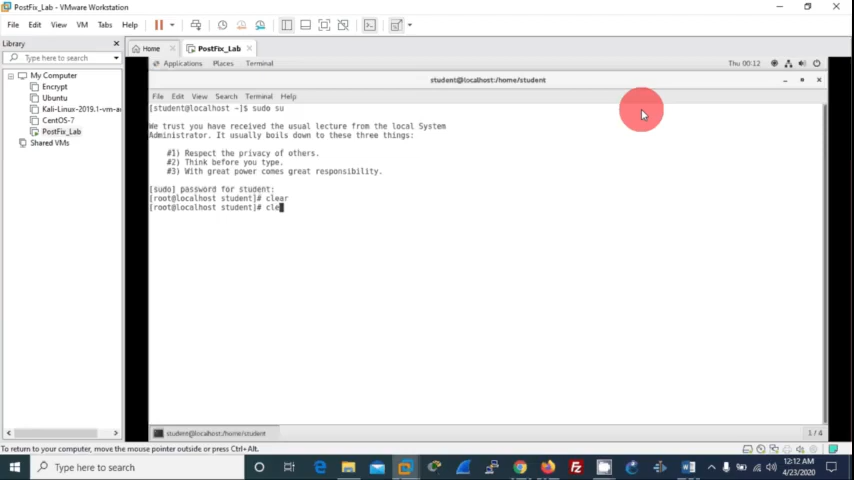 PostFix_Lab - VMware Workstation
File Edit View VM Tabs Help
Library
Type here to search
My Computer
Encrypt
Ubuntu
Kali-Linux-2019.1-vm-a
CentOS-7
PostFix_Lab
Shared VMs
Home PostFix_Lab
Applications Places Terminal Thu 00:12
student@localhost:/home/student
File Edit View Search Terminal Help
[student@localhost ~]$ sudo su
We trust you have received the usual lecture from the local System
Administrator. It usually boils down to these three things:
#1) Respect the privacy of others.
#2) Think before you type.
#3) With great power comes great responsibility.
[sudo] password for student:
[root@localhost student]# clear
[root@localhost student]# cle
student@localhost:/home/student 1 / 4
To return to your computer, move the mouse pointer outside or press Ctrl+Alt.
Type here to search
12:12 AM
4/23/2020